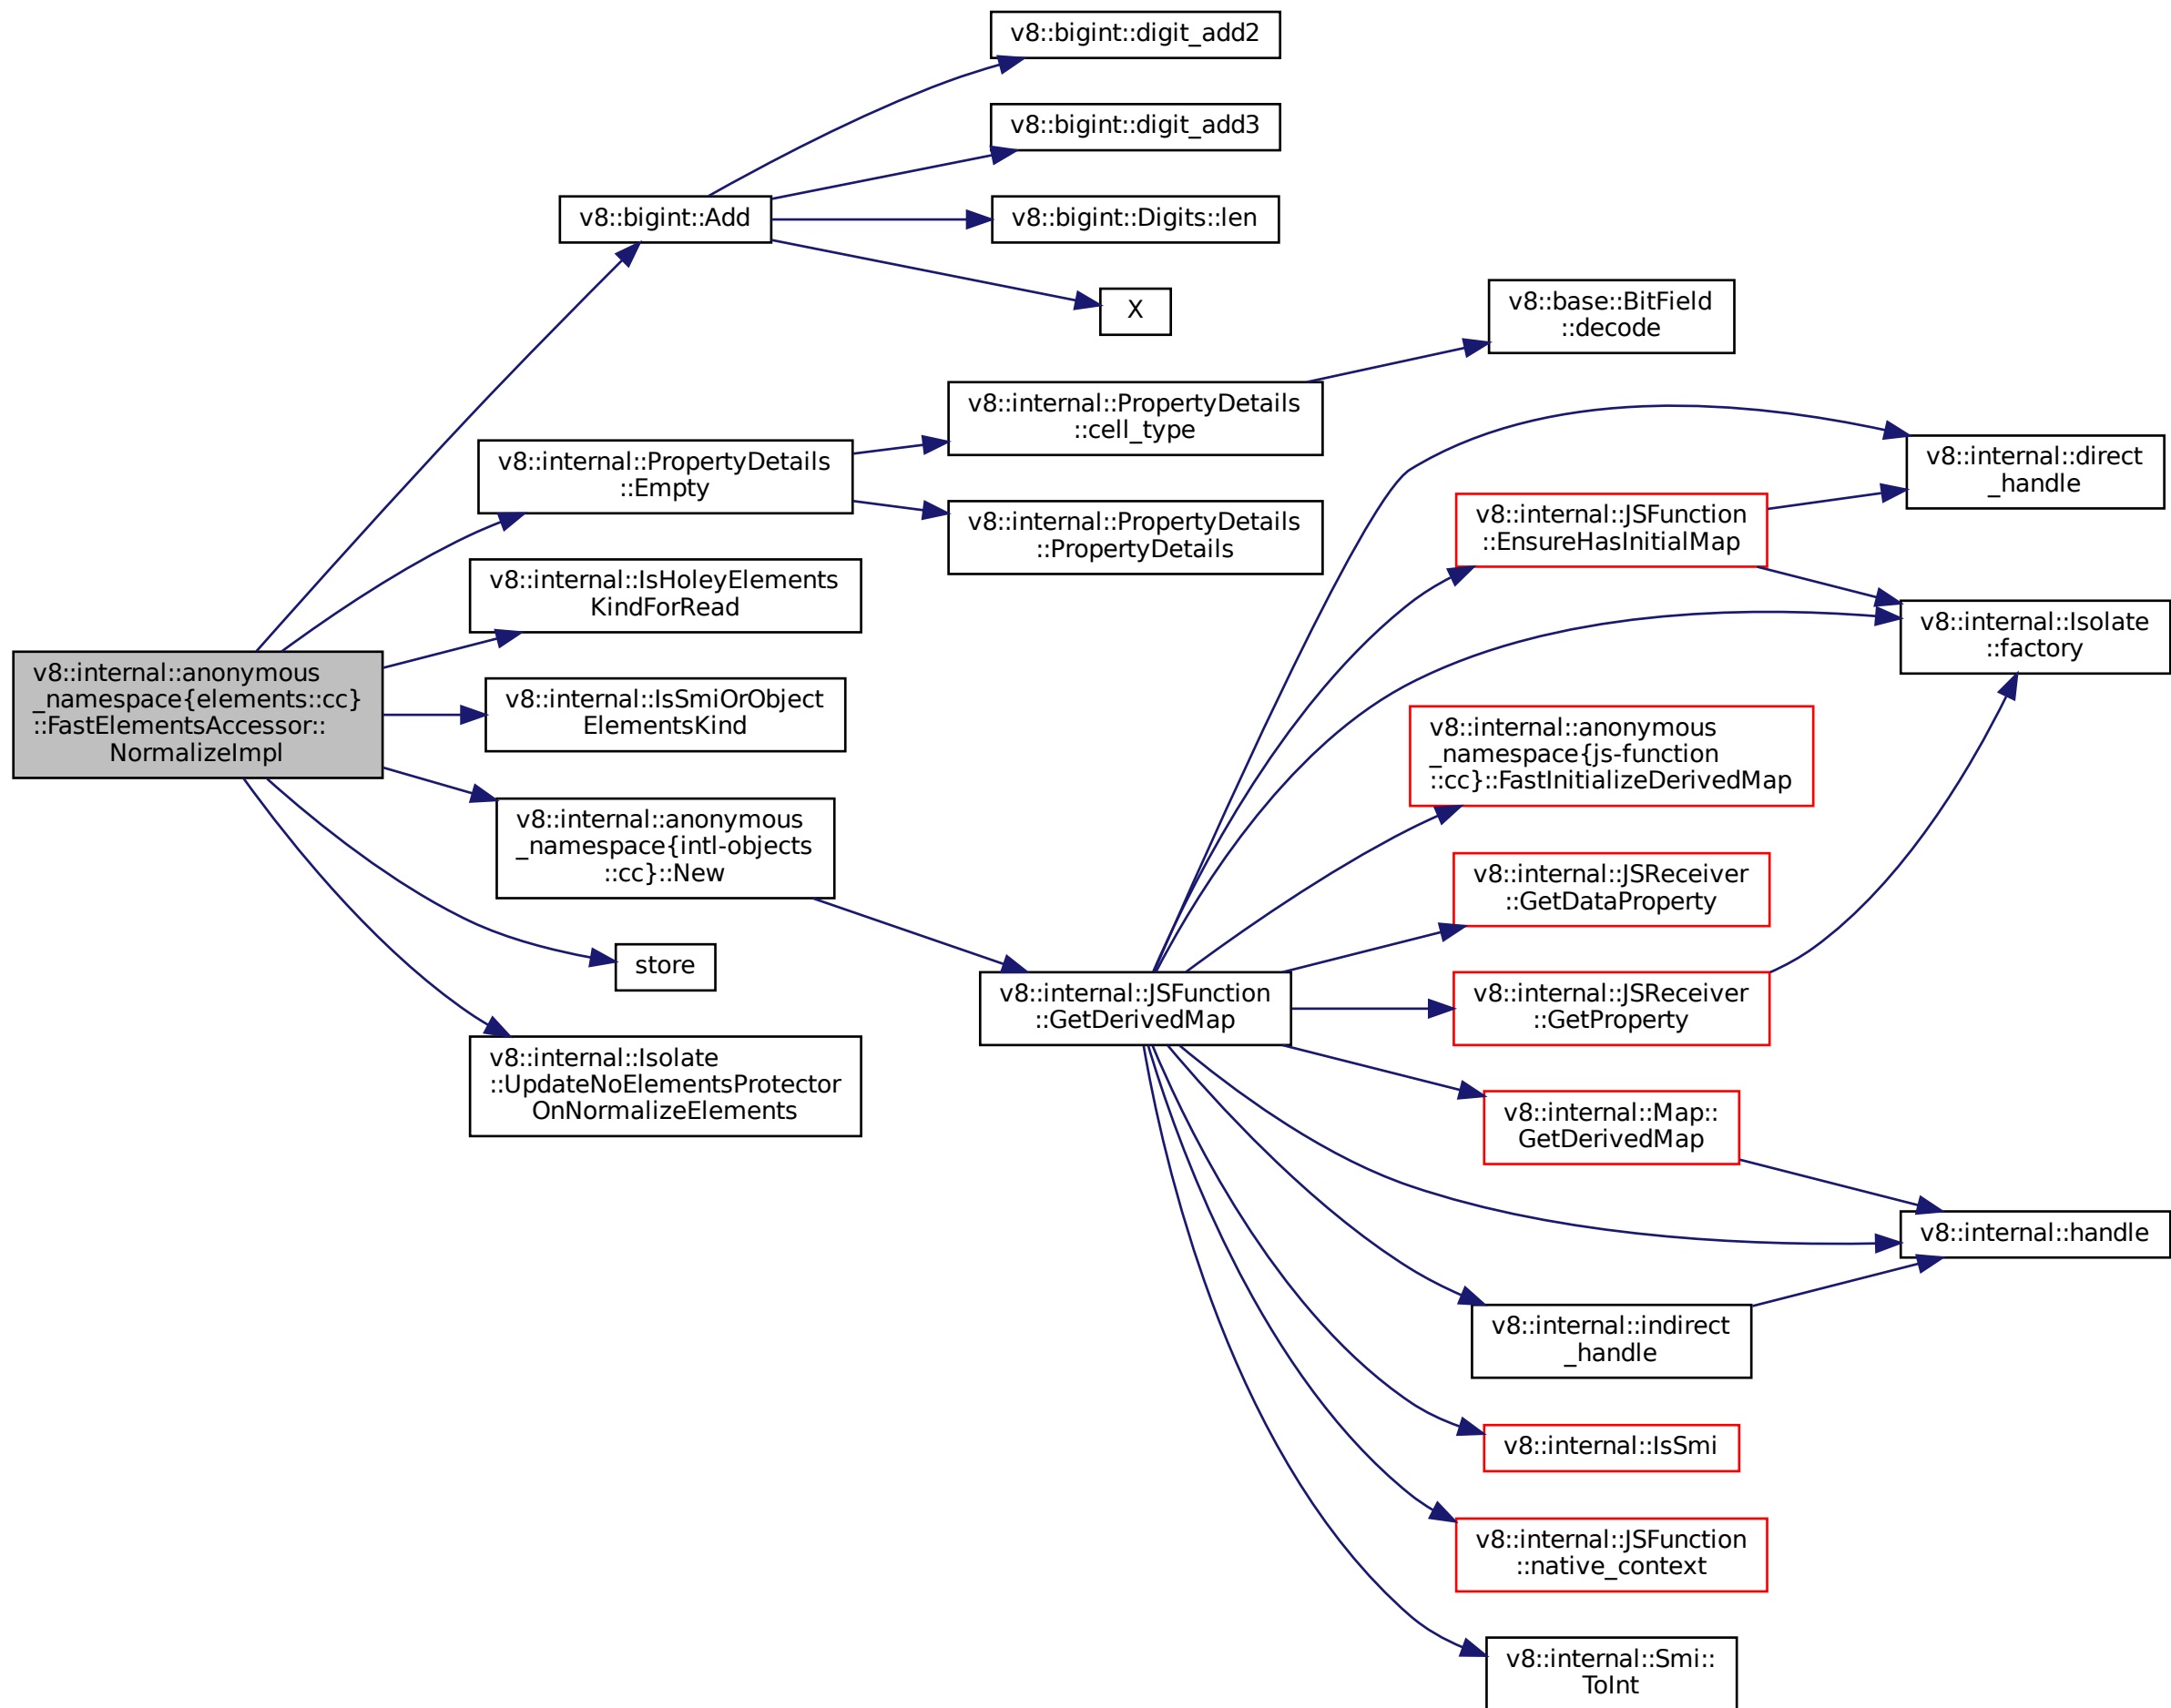 v8::bigint::digit_add2
v8::bigint::digit_add3
v8::bigint::Add
v8::bigint::Digits::len
X
v8::base::BitField
::decode
v8::internal::PropertyDetails
::cell_type
v8::internal::PropertyDetails
::Empty
v8::internal::PropertyDetails
::PropertyDetails
v8::internal::direct
_handle
v8::internal::JSFunction
::EnsureHasInitialMap
v8::internal::IsHoleyElements
KindForRead
v8::internal::Isolate
::factory
v8::internal::anonymous
_namespace{elements::cc}
::FastElementsAccessor::
NormalizeImpl
v8::internal::IsSmiOrObject
ElementsKind
v8::internal::anonymous
_namespace{js-function
::cc}::FastInitializeDerivedMap
v8::internal::anonymous
_namespace{intl-objects
::cc}::New
v8::internal::JSReceiver
::GetDataProperty
store
v8::internal::JSFunction
::GetDerivedMap
v8::internal::JSReceiver
::GetProperty
v8::internal::Isolate
::UpdateNoElementsProtector
OnNormalizeElements
v8::internal::Map::
GetDerivedMap
v8::internal::handle
v8::internal::indirect
_handle
v8::internal::IsSmi
v8::internal::JSFunction
::native_context
v8::internal::Smi::
ToInt